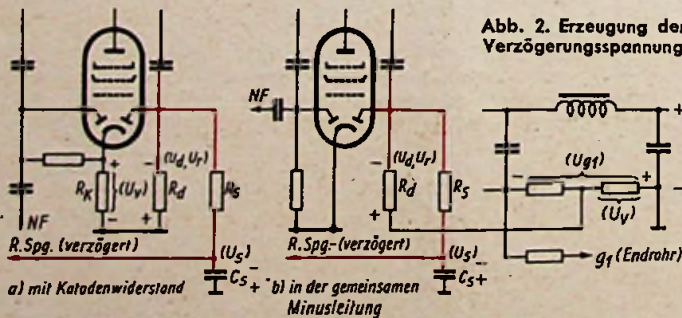 Abb. 2. Erzeugung der
Verzögerungsspannung
NF
+
−
(Ud, Ur)
RK
(Uv)
Rd
Rs
−
+
NF
R.Spg. (verzögert)
(Us)
Cs
−
+
a) mit Katodenwiderstand
−
(Ud, Ur)
Rd
Rs
+
R.Spg.-(verzögert)
(Us)
Cs
−
+
b) in der gemeinsamen
Minusleitung
−
+
−
(Ug1)
+
(Uv)
g1 (Endrohr)